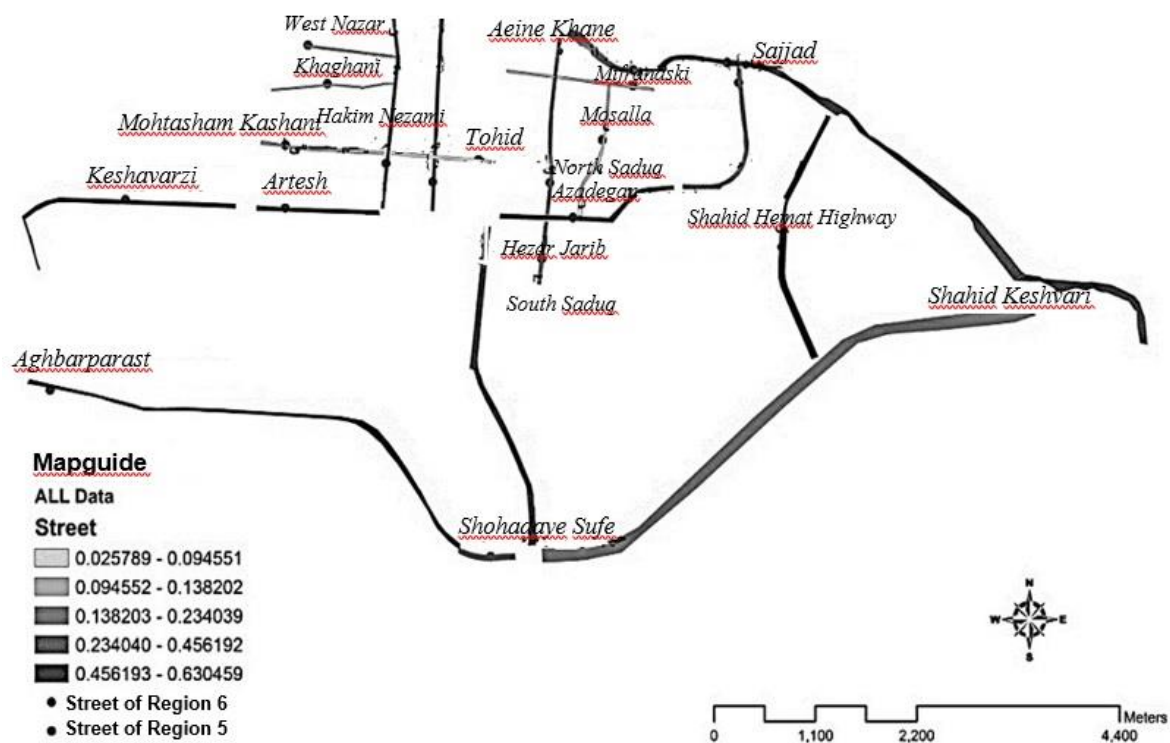 West Nazar
Aeine Khane
Sajjad
Khaghani
Mifrandski
Hakim Nezami
Mosalla
Mohtasham Kashani
Tohid
North Saduq
Keshavarzi
Artesh
Azadegan
Shahid Hemat Highway
Hezar Jarib
South Saduq
Shahid Keshvari
Aghbarparast
Shohadaye Sufe
Mapguide
ALL Data
Street
0.025789 - 0.094551
0.094552 - 0.138202
0.138203 - 0.234039
0.234040 - 0.456192
0.456193 - 0.630459
Street of Region 6
Street of Region 5
N
W E
S
Meters
0 1,100 2,200 4,400